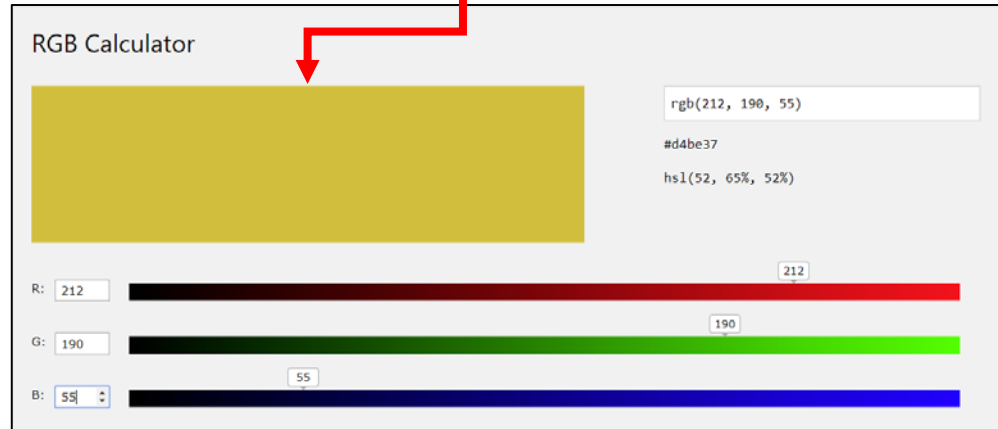 RGB Calculator
rgb(212, 190, 55)
#d4be37
hsl(52, 65%, 52%)
212
R: 212
190
G: 190
55
B: 55